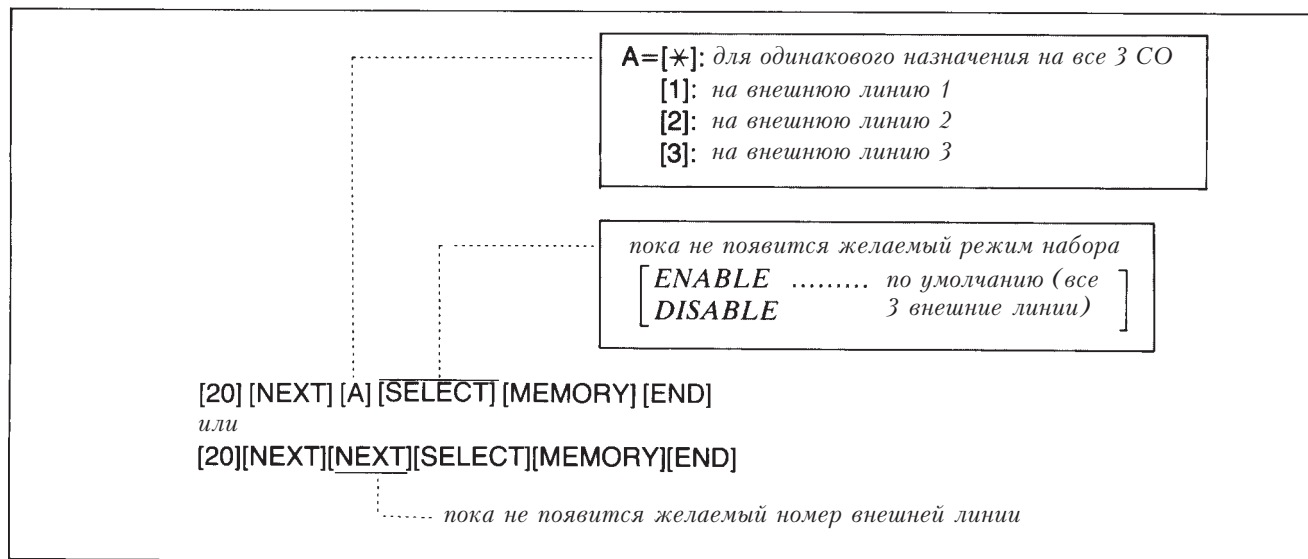 A=[✳]: для одинакового назначения на все 3 СО
[1]: на внешнюю линию 1
[2]: на внешнюю линию 2
[3]: на внешнюю линию 3
пока не появится желаемый режим набора
ENABLE ......... по умолчанию (все
DISABLE 3 внешние линии)
[20] [NEXT] [A] [SELECT] [MEMORY] [END]
или
[20][NEXT][NEXT][SELECT][MEMORY][END]
...... пока не появится желаемый номер внешней линии